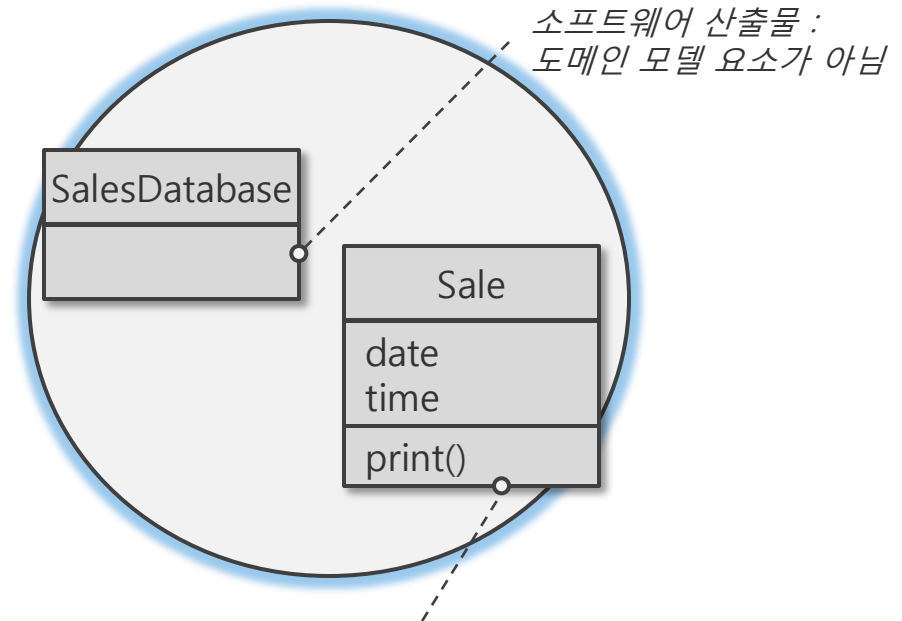 소프트웨어 산출물 :
도메인 모델 요소가 아님
SalesDatabase
Sale
date
time
print()